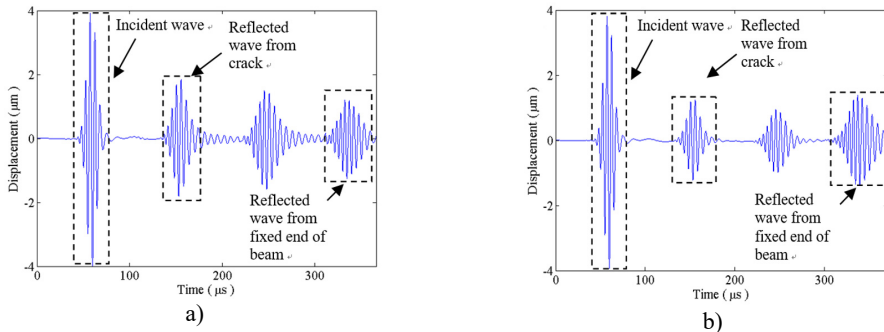 4
2
0
-2
-4
Displacement (μm)
0
100
200
300
Time ( μs )
Incident wave
Reflected
wave from
crack
Reflected
wave from
fixed end of
beam
a)
4
2
0
-2
-4
Displacement (μm)
0
100
200
300
Time ( μs )
Incident wave
Reflected
wave from
crack
Reflected
wave from
fixed end of
beam
b)